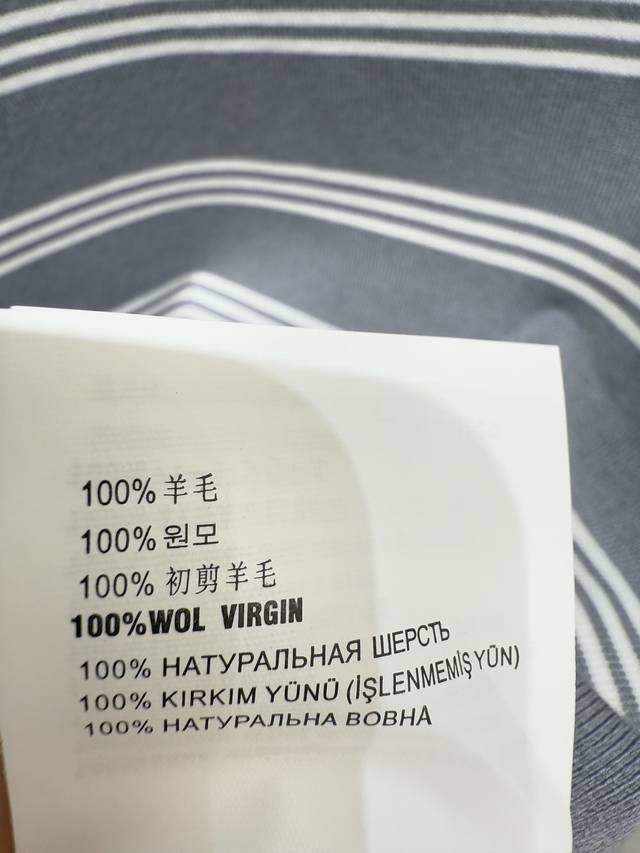 100% 羊毛
100% 원모
100% 初剪羊毛
100%WOL VIRGIN
100% НАТУРАЛЬНАЯ ШЕРСТЬ
100% KIRKIM YÜNÜ (İŞLENMEMİŞ YÜN)
100% НАТУРАЛЬНА ВОВНА